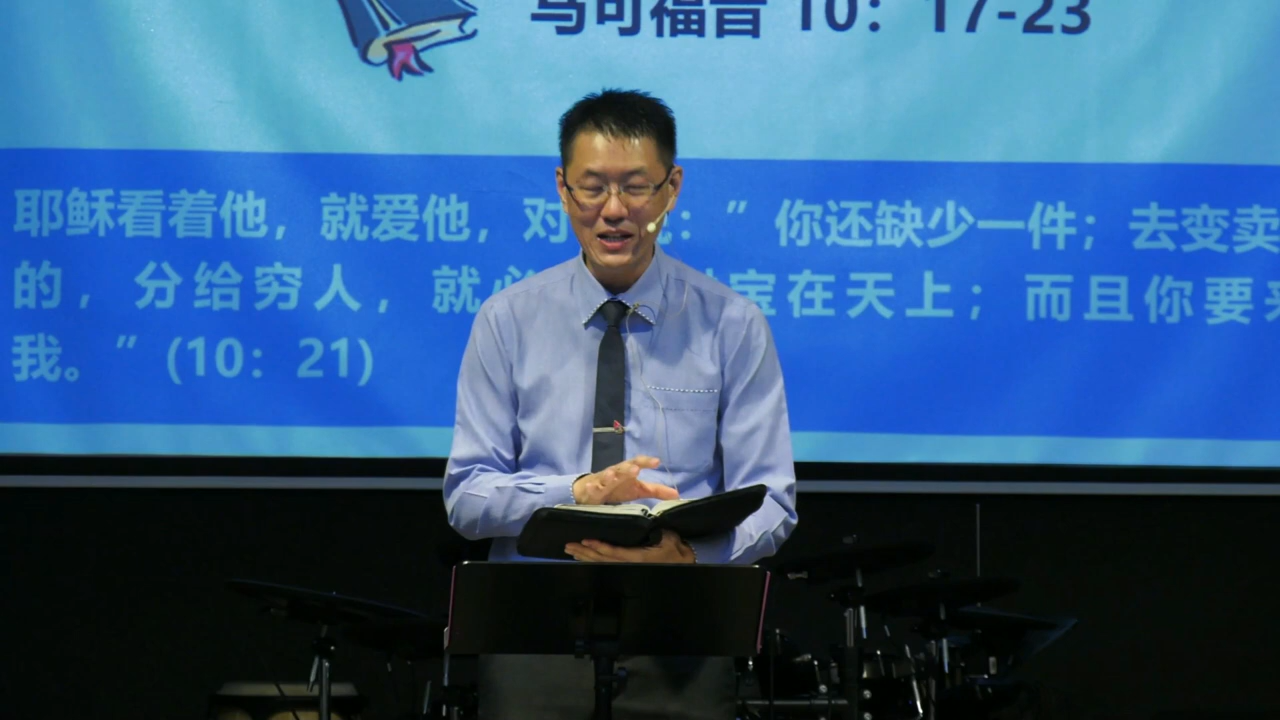 马可福音 10：17-23
耶稣看着他，就爱他，对：”你还缺少一件；去变卖
的，分给穷人，就必宝在天上；而且你要来
我。”(10：21)